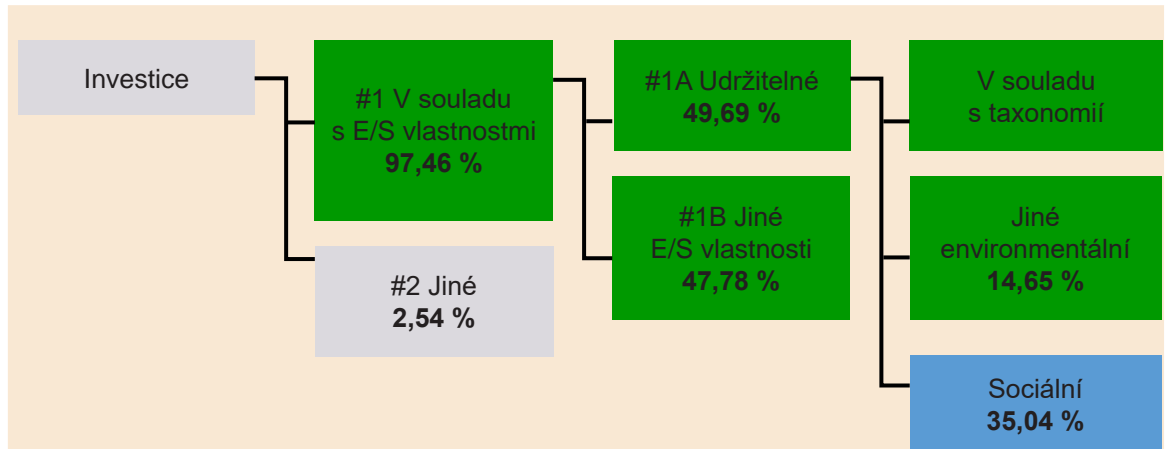 Investice
#1 V souladu
s E/S vlastnostmi
97,46 %
#2 Jiné
2,54 %
#1A Udržitelné
49,69 %
#1B Jiné
E/S vlastnosti
47,78 %
V souladu
s taxonomií
Jiné
environmentální
14,65 %
Sociální
35,04 %